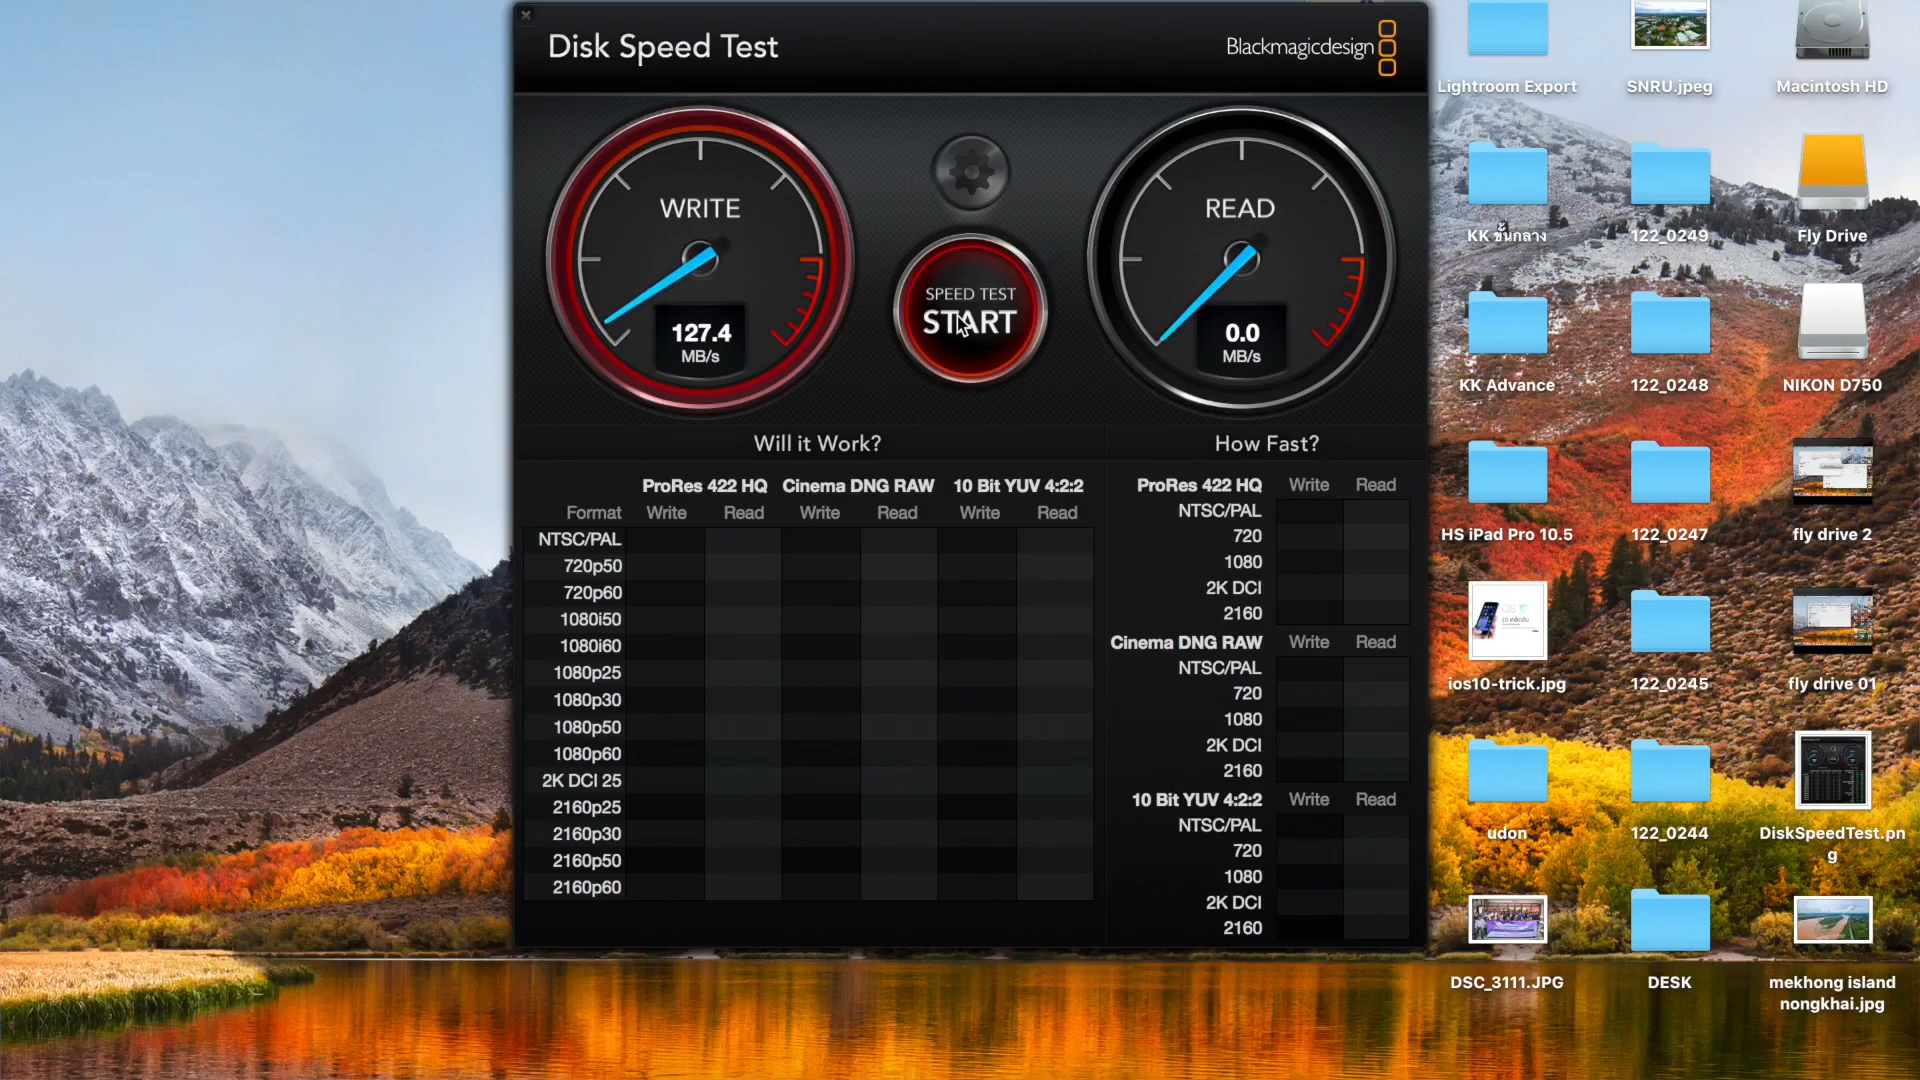 Disk Speed Test
Blackmagicdesign
WRITE
127.4
MB/s
SPEED TEST
START
READ
0.0
MB/s
Will it Work?
ProRes 422 HQ Cinema DNG RAW 10 Bit YUV 4:2:2
Format Write Read Write Read Write Read
NTSC/PAL
720p50
720p60
1080i50
1080i60
1080p25
1080p30
1080p50
1080p60
2K DCI 25
2160p25
2160p30
2160p50
2160p60
How Fast?
ProRes 422 HQ Write Read
NTSC/PAL
720
1080
2K DCI
2160
Cinema DNG RAW Write Read
NTSC/PAL
720
1080
2K DCI
2160
10 Bit YUV 4:2:2 Write Read
NTSC/PAL
720
1080
2K DCI
2160
Lightroom Export
SNRU.jpeg
Macintosh HD
KK ขั้นกลาง
122_0249
Fly Drive
KK Advance
122_0248
NIKON D750
HS iPad Pro 10.5
122_0247
fly drive 2
ios10-trick.jpg
122_0245
fly drive 01
udon
122_0244
DiskSpeedTest.pn
g
DSC_3111.JPG
DESK
mekhong island
nongkhai.jpg